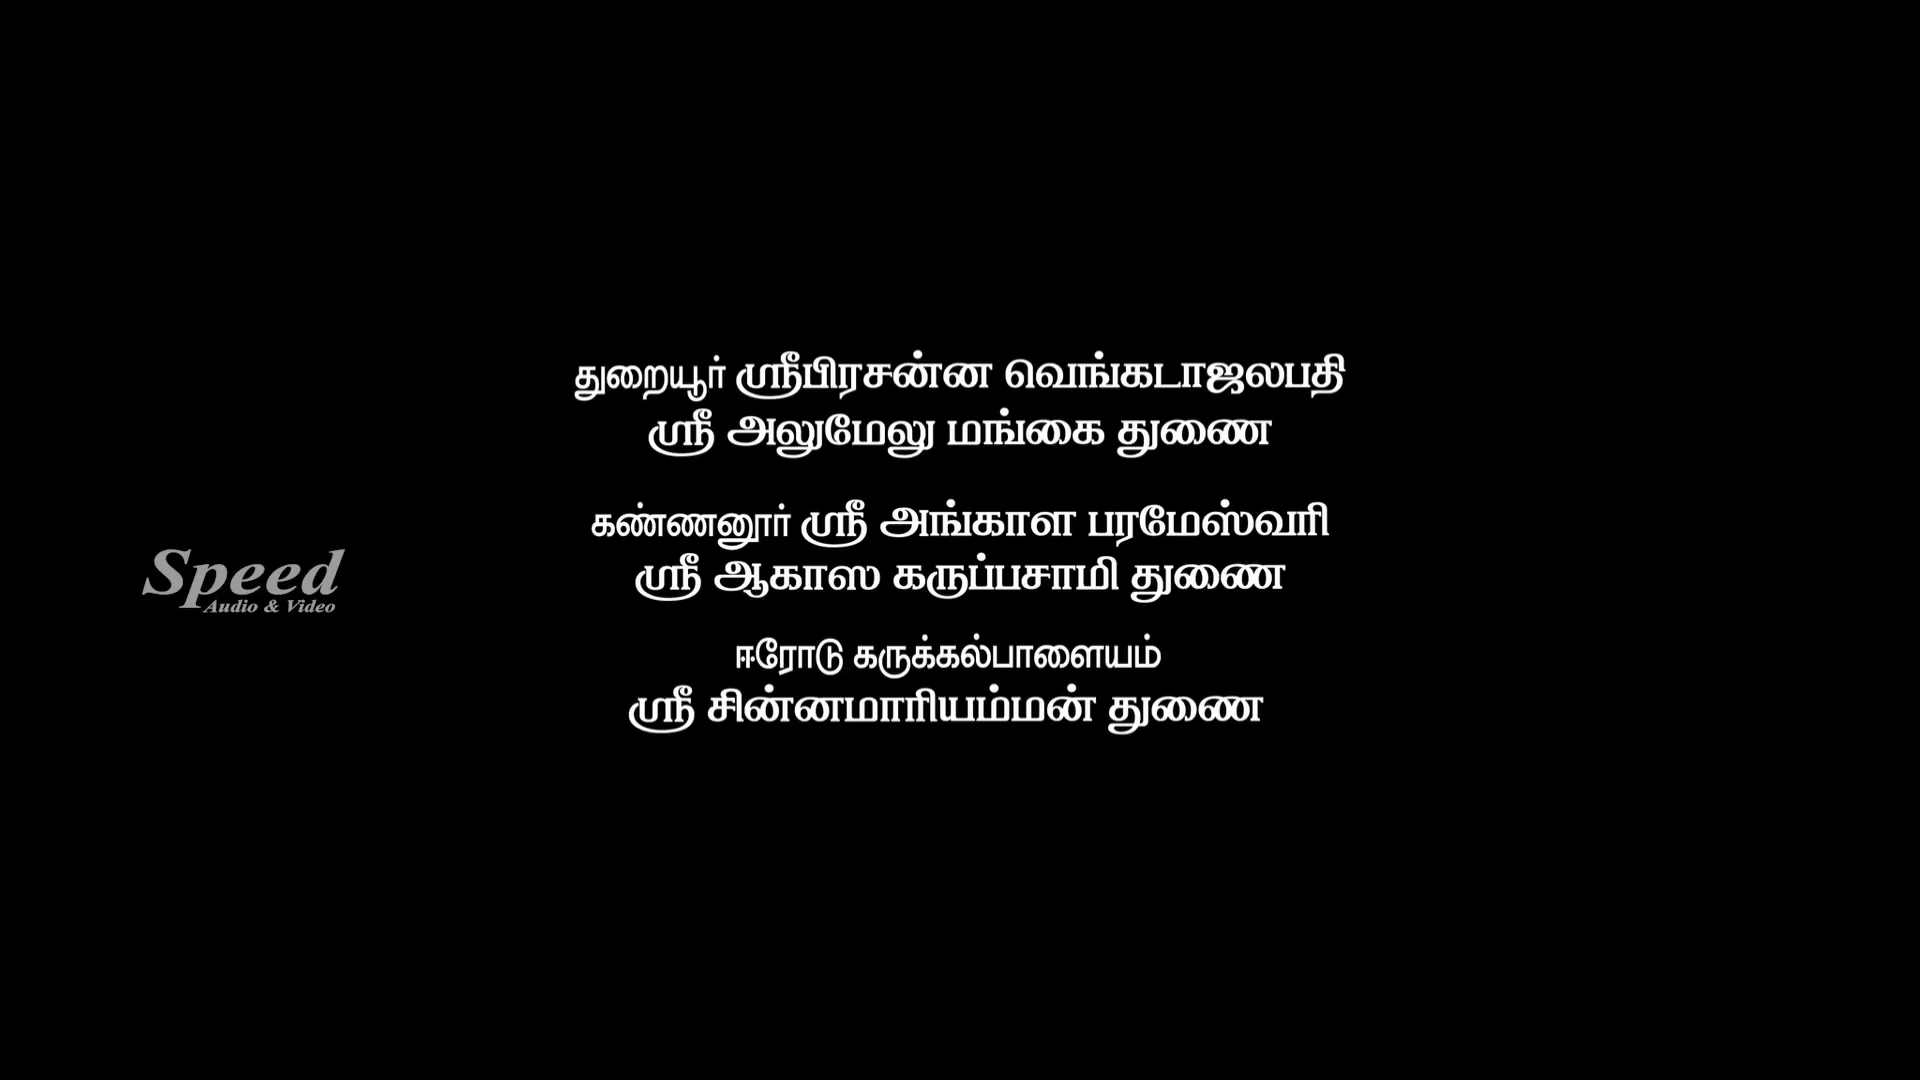 துறையூர் ஸ்ரீபிரசன்ன வெங்கடாஜலபதி
ஸ்ரீ அலுமேலு மங்கை துணை
கண்ணனூர் ஸ்ரீ அங்காள பரமேஸ்வரி
ஸ்ரீ ஆகாஸ கருப்பசாமி துணை
ஈரோடு கருக்கல்பாளையம்
ஸ்ரீ சின்னமாரியம்மன் துணை
Speed
Audio & Video